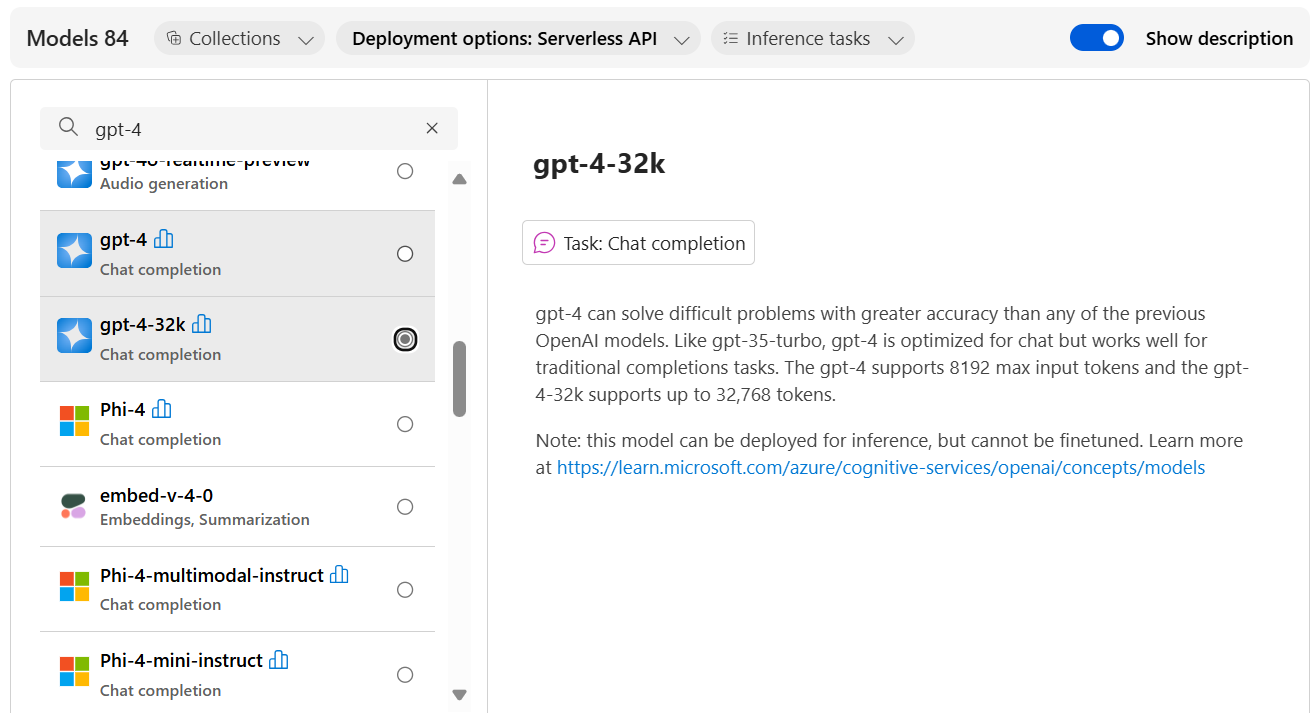 Models 84
Collections
Deployment options: Serverless API
Inference tasks
Show description
gpt-4
gpt-4o-realtime-preview
Audio generation
gpt-4
Chat completion
gpt-4-32k
Chat completion
Phi-4
Chat completion
embed-v-4-0
Embeddings, Summarization
Phi-4-multimodal-instruct
Chat completion
Phi-4-mini-instruct
Chat completion
gpt-4-32k
Task: Chat completion
gpt-4 can solve difficult problems with greater accuracy than any of the previous
OpenAI models. Like gpt-35-turbo, gpt-4 is optimized for chat but works well for
traditional completions tasks. The gpt-4 supports 8192 max input tokens and the gpt-
4-32k supports up to 32,768 tokens.
Note: this model can be deployed for inference, but cannot be finetuned. Learn more
at https://learn.microsoft.com/azure/cognitive-services/openai/concepts/models